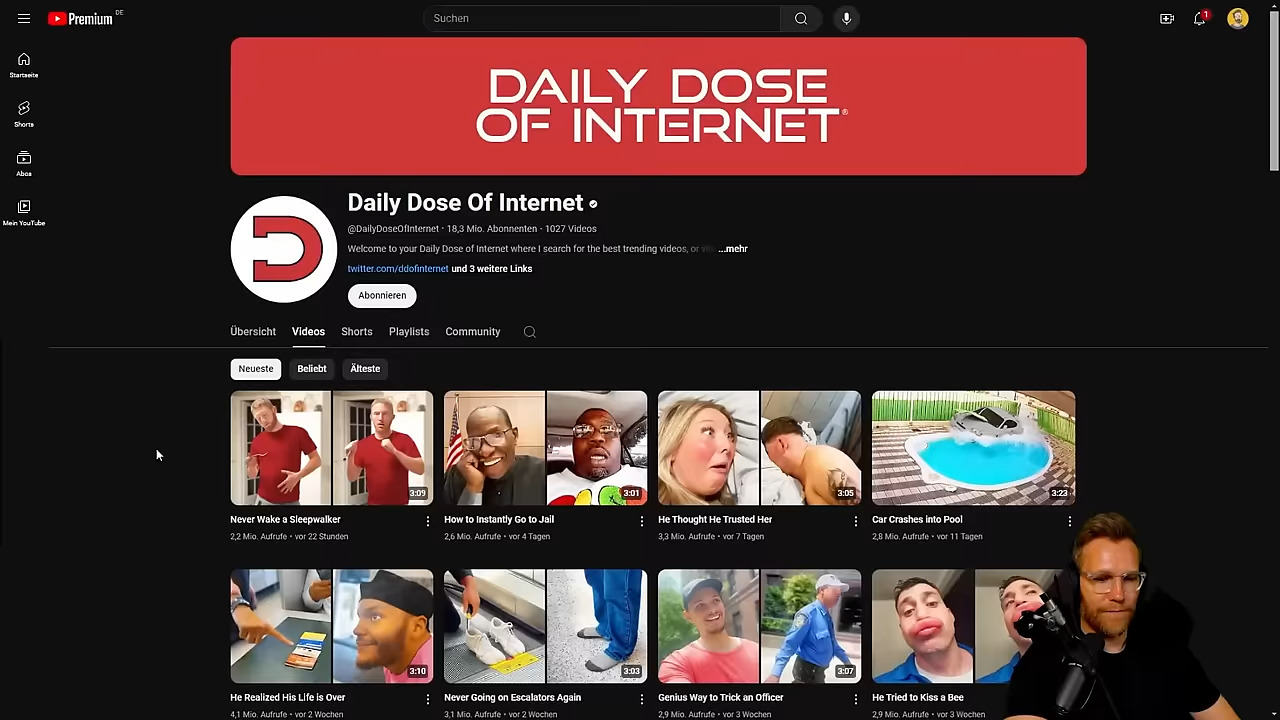 Premium DE
Suchen
1
Startseite
Shorts
Abos
Mein YouTube
DAILY DOSE
OF INTERNET®
Daily Dose Of Internet
@DailyDoseOfInternet · 18,3 Mio. Abonnenten · 1027 Videos
Welcome to your Daily Dose of Internet where I search for the best trending videos, or ...mehr
twitter.com/ddofinternet und 3 weitere Links
Abonnieren
Übersicht Videos Shorts Playlists Community
Neueste Beliebt Älteste
3:09 3:01 3:05 3:23
Never Wake a Sleepwalker
2,2 Mio. Aufrufe • vor 22 Stunden
How to Instantly Go to Jail
2,6 Mio. Aufrufe • vor 4 Tagen
He Thought He Trusted Her
3,3 Mio. Aufrufe • vor 7 Tagen
Car Crashes into Pool
2,8 Mio. Aufrufe • vor 11 Tagen
3:10 3:03 3:07
He Realized His Life is Over
4,1 Mio. Aufrufe • vor 2 Wochen
Never Going on Escalators Again
3,1 Mio. Aufrufe • vor 2 Wochen
Genius Way to Trick an Officer
2,9 Mio. Aufrufe • vor 3 Wochen
He Tried to Kiss a Bee
2,9 Mio. Aufrufe • vor 3 Wochen